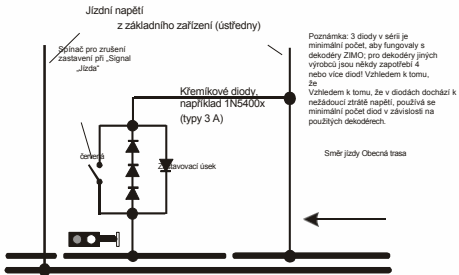 Jízdní napětí
z základního zařízení (ústředny)
Spínač pro zrušení
zastavení při „Signal
„Jízda“
Poznámka: 3 diody v sérii je
minimální počet, aby fungovaly s
dekodéry ZIMO; pro dekodéry jiných
výrobců jsou někdy zapotřebí 4
nebo více diod! Vzhledem k tomu,
že
Vzhledem k tomu, že v diodách dochází k
nežádoucí ztrátě napětí, používá se
minimální počet diod v závislosti na
použitých dekodérech.
Křemíkové diody,
například 1N5400x
(typy 3 A)
červená
Zastavovací úsek
Směr jízdy Obecná trasa